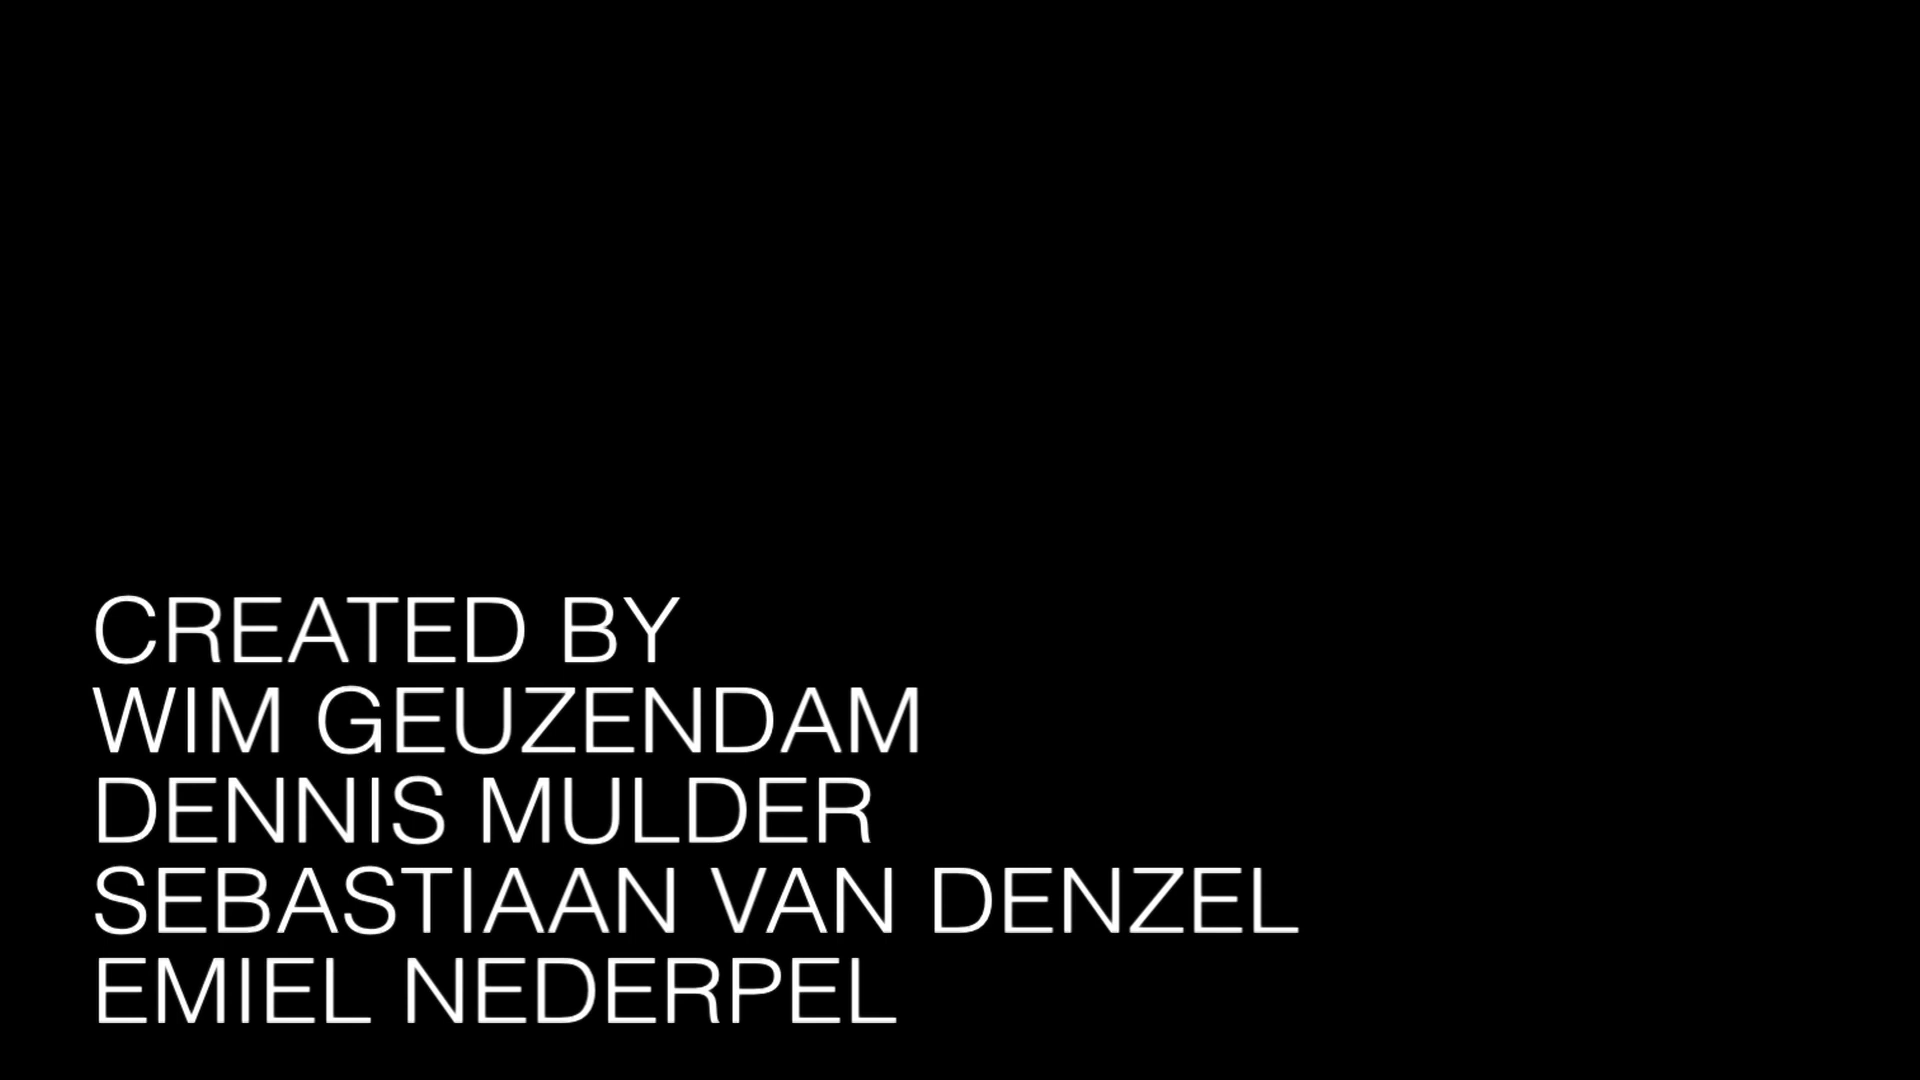 CREATED BY
WIM GEUZENDAM
DENNIS MULDER
SEBASTIAAN VAN DENZEL
EMIEL NEDERPEL